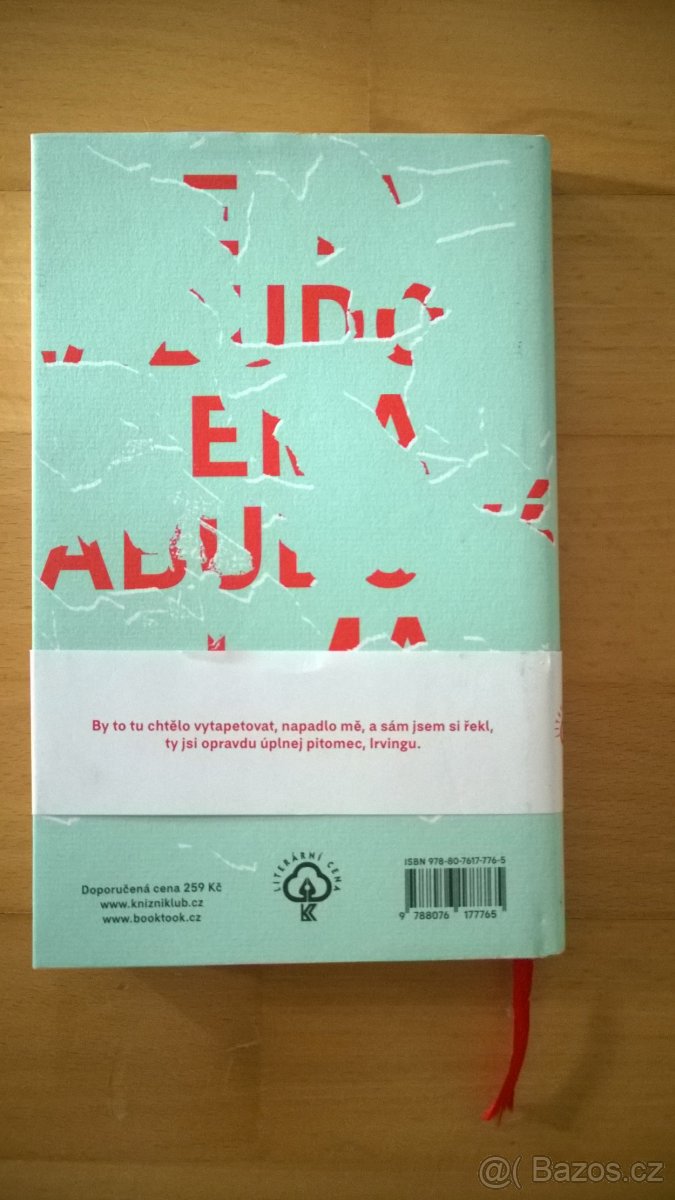 By to tu chtělo vytapetovat, napadlo mě, a sám jsem si řekl,
ty jsi opravdu úplnej pitomec, Irvingu.
Doporučená cena 259 Kč
www.knizniklub.cz
www.booktook.cz
LITERÁRNÍ CENA
ISBN 978-80-7617-776-5
9 788076 177765
@( Bazos.cz